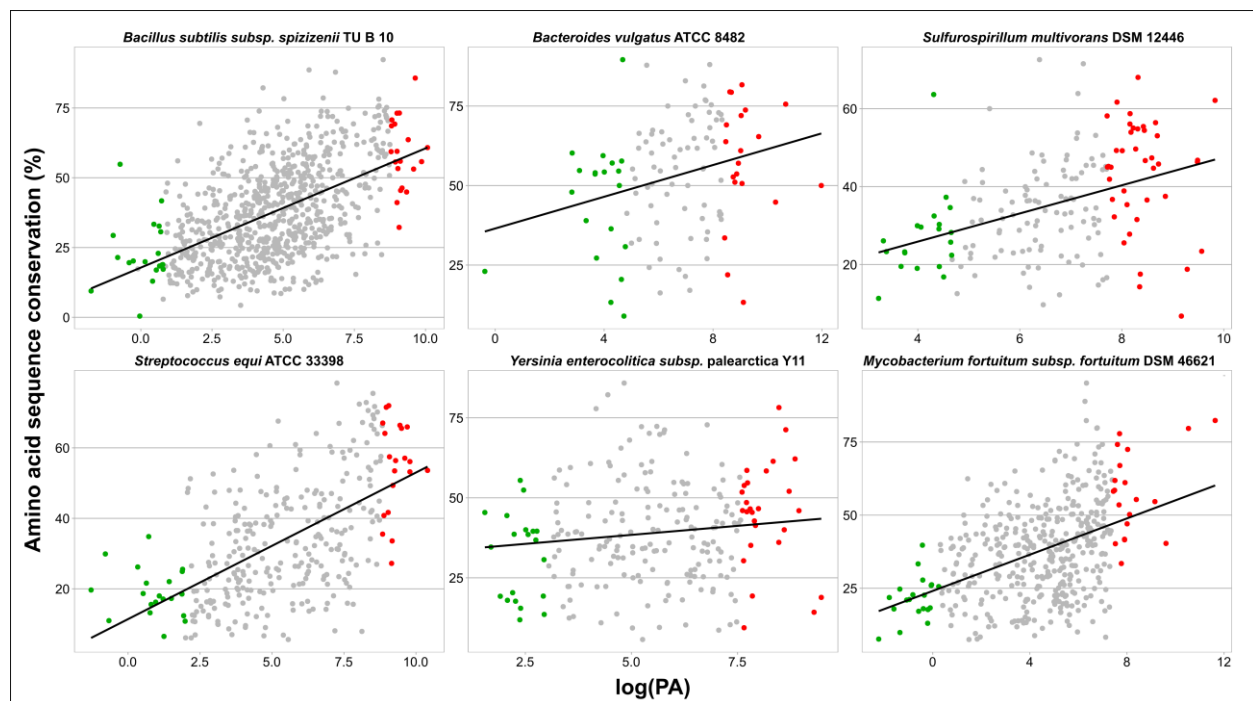 Bacillus subtilis subsp. spizizenii TU B 10
Bacteroides vulgatus ATCC 8482
Sulfurospirillum multivorans DSM 12446
75
50
25
0
0.0 2.5 5.0 7.5 10.0
75
50
25
0 4 8 12
60
40
20
4 6 8 10
Amino acid sequence conservation (%)
Streptococcus equi ATCC 33398
Yersinia enterocolitica subsp. palearctica Y11
Mycobacterium fortuitum subsp. fortuitum DSM 46621
60
40
20
0.0 2.5 5.0 7.5 10.0
75
50
25
2.5 5.0 7.5
75
50
25
0 4 8 12
log(PA)